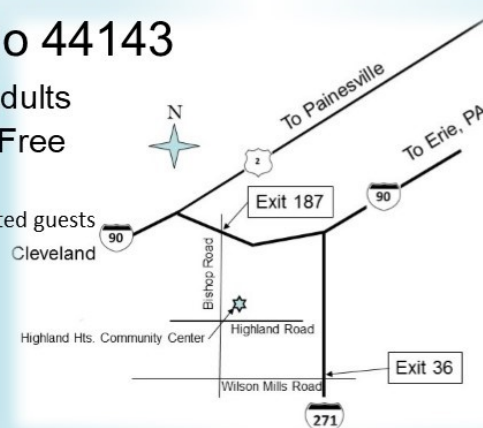 o 44143
dults
Free
ted guests
N
To Painesville
2
To Erie, PA
90
Exit 187
90
Cleveland
Bishop Road
Highland Hts. Community Center
Highland Road
Exit 36
Wilson Mills Road
271